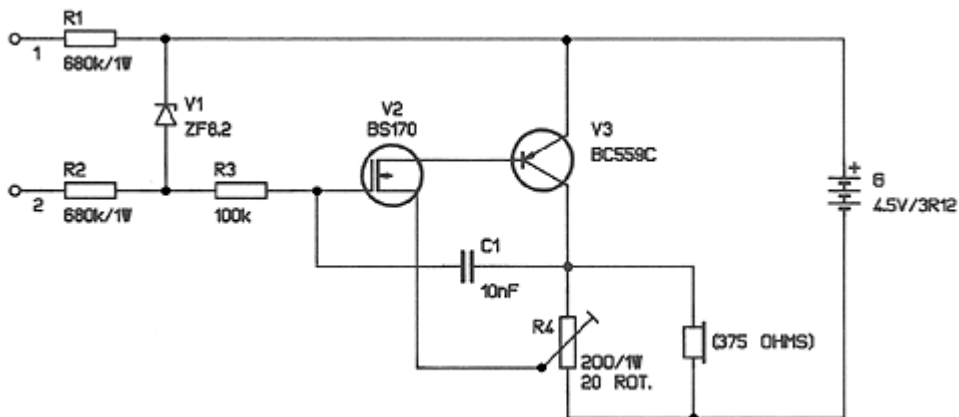 R1
1
680k/1W
V1
ZF8.2
V2
BS170
V3
BC559C
R2
2
680k/1W
R3
100k
+
6
4.5V/3R12
C1
10nF
R4
200/1W
20 ROT.
(375 OHMS)